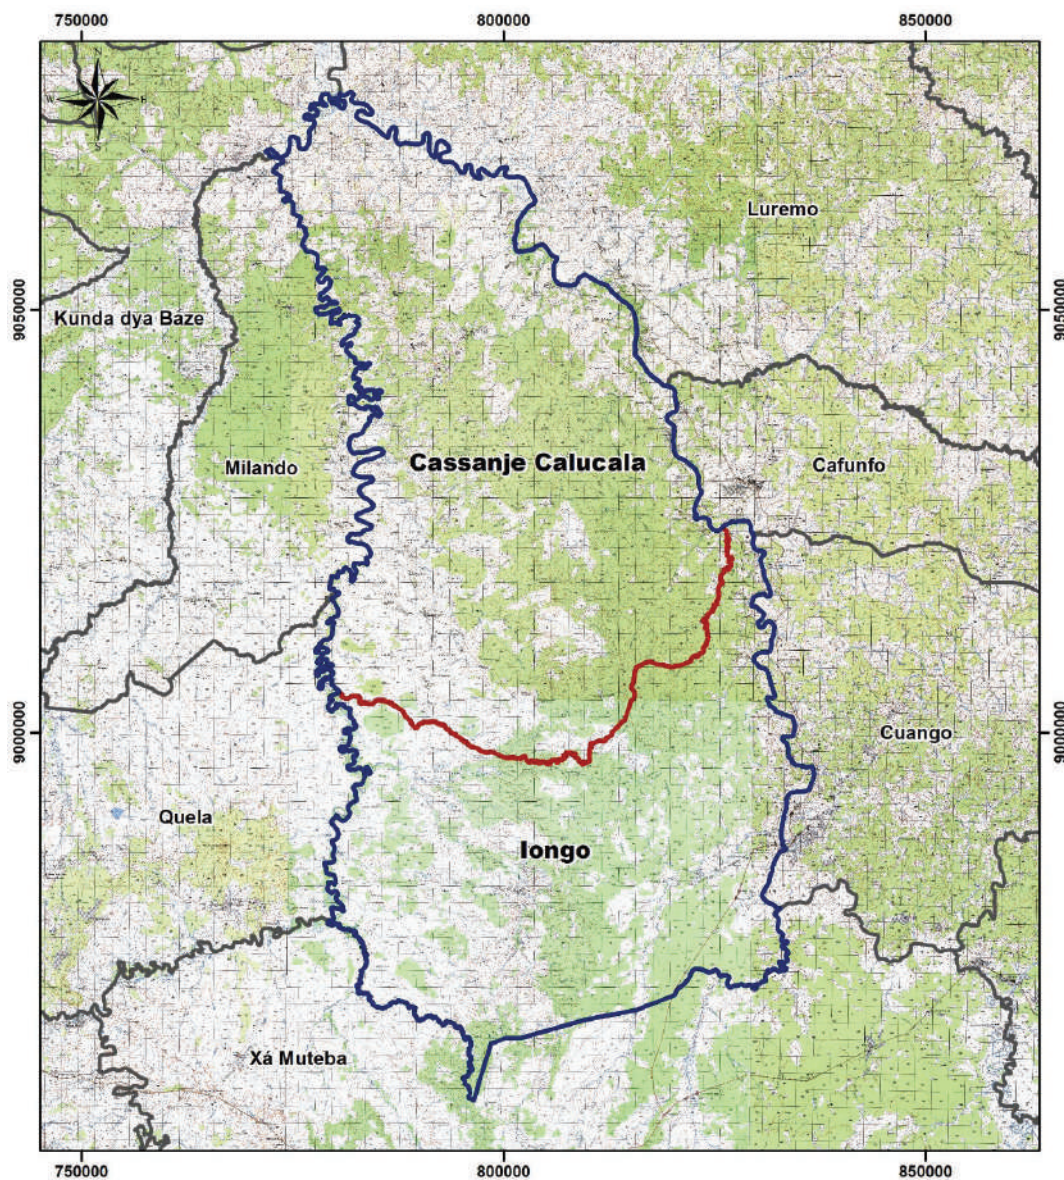 750000 800000 850000
N
W E
S
Luremo
9050000 9050000
Kunda dya Baze
Milando Cassanje Calucala Cafunfo
Cuango
9000000 9000000
Quela
Iongo
Xá Muteba
750000 800000 850000